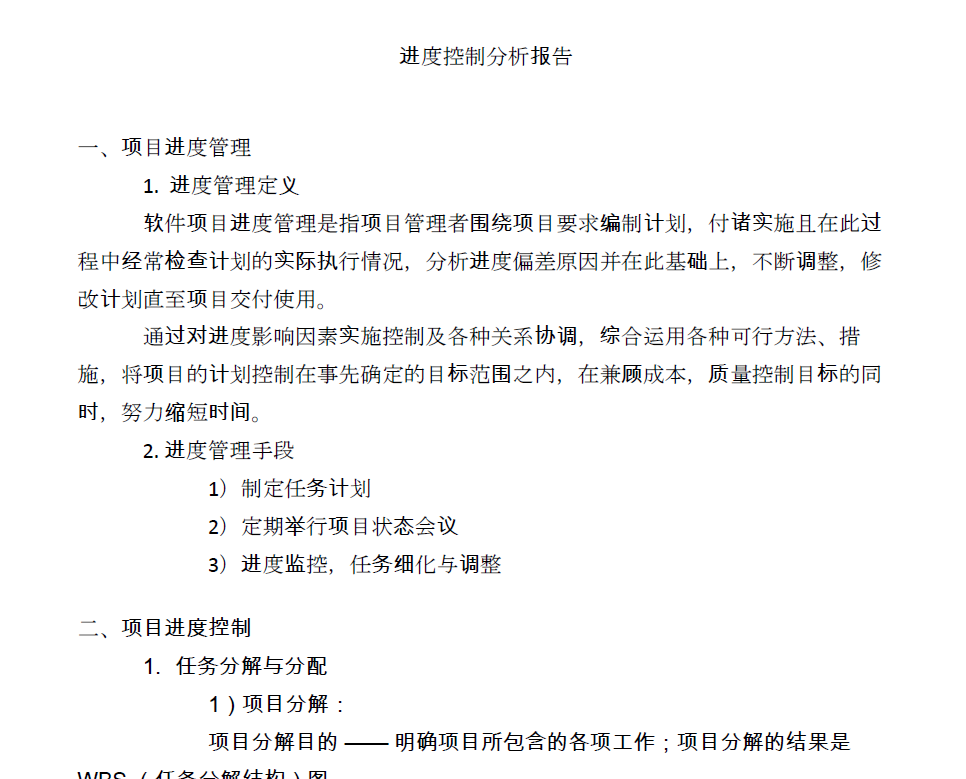 进度控制分析报告
一、项目进度管理
1. 进度管理定义
软件项目进度管理是指项目管理者围绕项目要求编制计划，付诸实施且在此过
程中经常检查计划的实际执行情况，分析进度偏差原因并在此基础上，不断调整，修
改计划直至项目交付使用。
通过对进度影响因素实施控制及各种关系协调，综合运用各种可行方法、措
施，将项目的计划控制在事先确定的目标范围之内，在兼顾成本，质量控制目标的同
时，努力缩短时间。
2. 进度管理手段
1）制定任务计划
2）定期举行项目状态会议
3）进度监控，任务细化与调整
二、项目进度控制
1. 任务分解与分配
1）项目分解：
项目分解目的 —— 明确项目所包含的各项工作；项目分解的结果是
WBS （任务分解结构）图